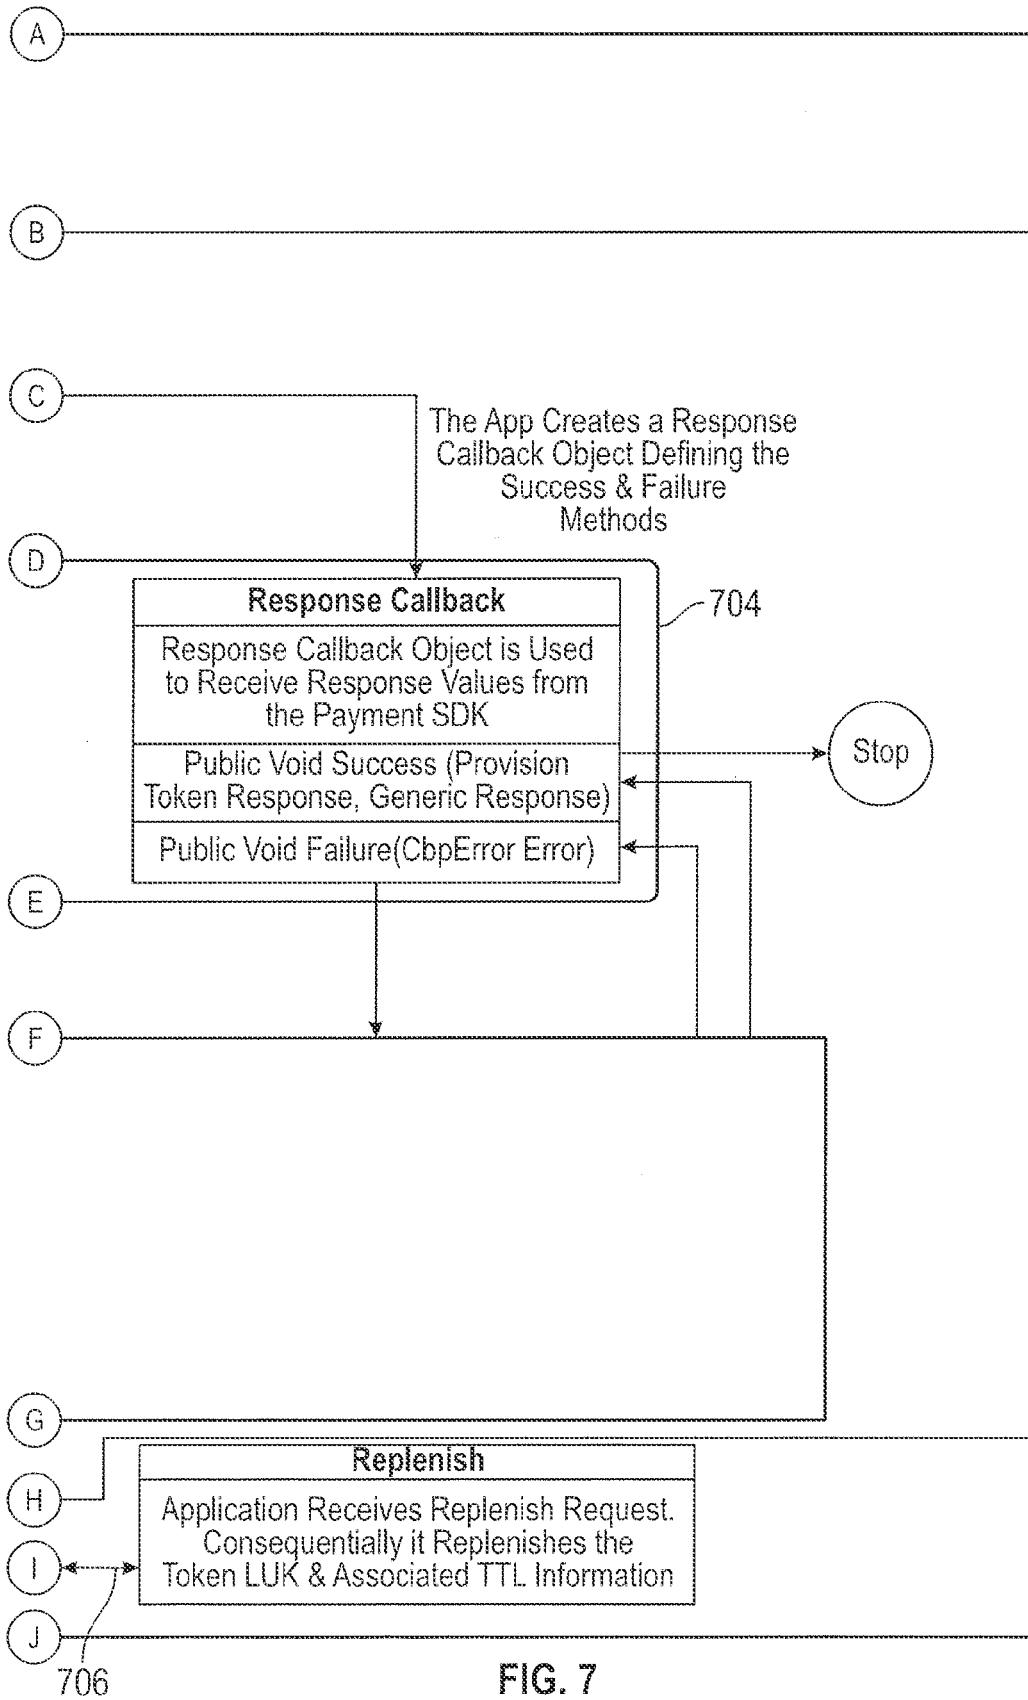 A
B
C
The App Creates a Response
Callback Object Defining the
Success & Failure
Methods
D
Response Callback
704
Response Callback Object is Used
to Receive Response Values from
the Payment SDK
Stop
Public Void Success (Provision
Token Response, Generic Response)
Public Void Failure(CbpError Error)
E
F
G
Replenish
H
Application Receives Replenish Request.
Consequentially it Replenishes the
Token LUK & Associated TTL Information
I
J
706
FIG. 7